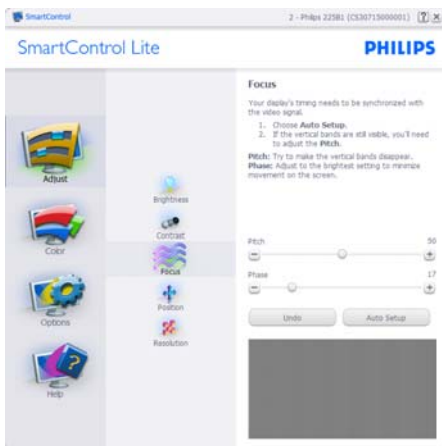 SmartControl
2 - Philips 225B1 (CS30715000001)
? X
SmartControl Lite
PHILIPS
Adjust
Color
Options
Help
Brightness
Contrast
Focus
Position
Resolution
Focus
Your display's timing needs to be synchronized with
the video signal.
1. Choose Auto Setup.
2. If the vertical bands are still visible, you'll need
to adjust the Pitch.
Pitch: Try to make the vertical bands disappear.
Phase: Adjust to the brightest setting to minimize
movement on the screen.
Pitch 50
Phase 17
Undo Auto Setup